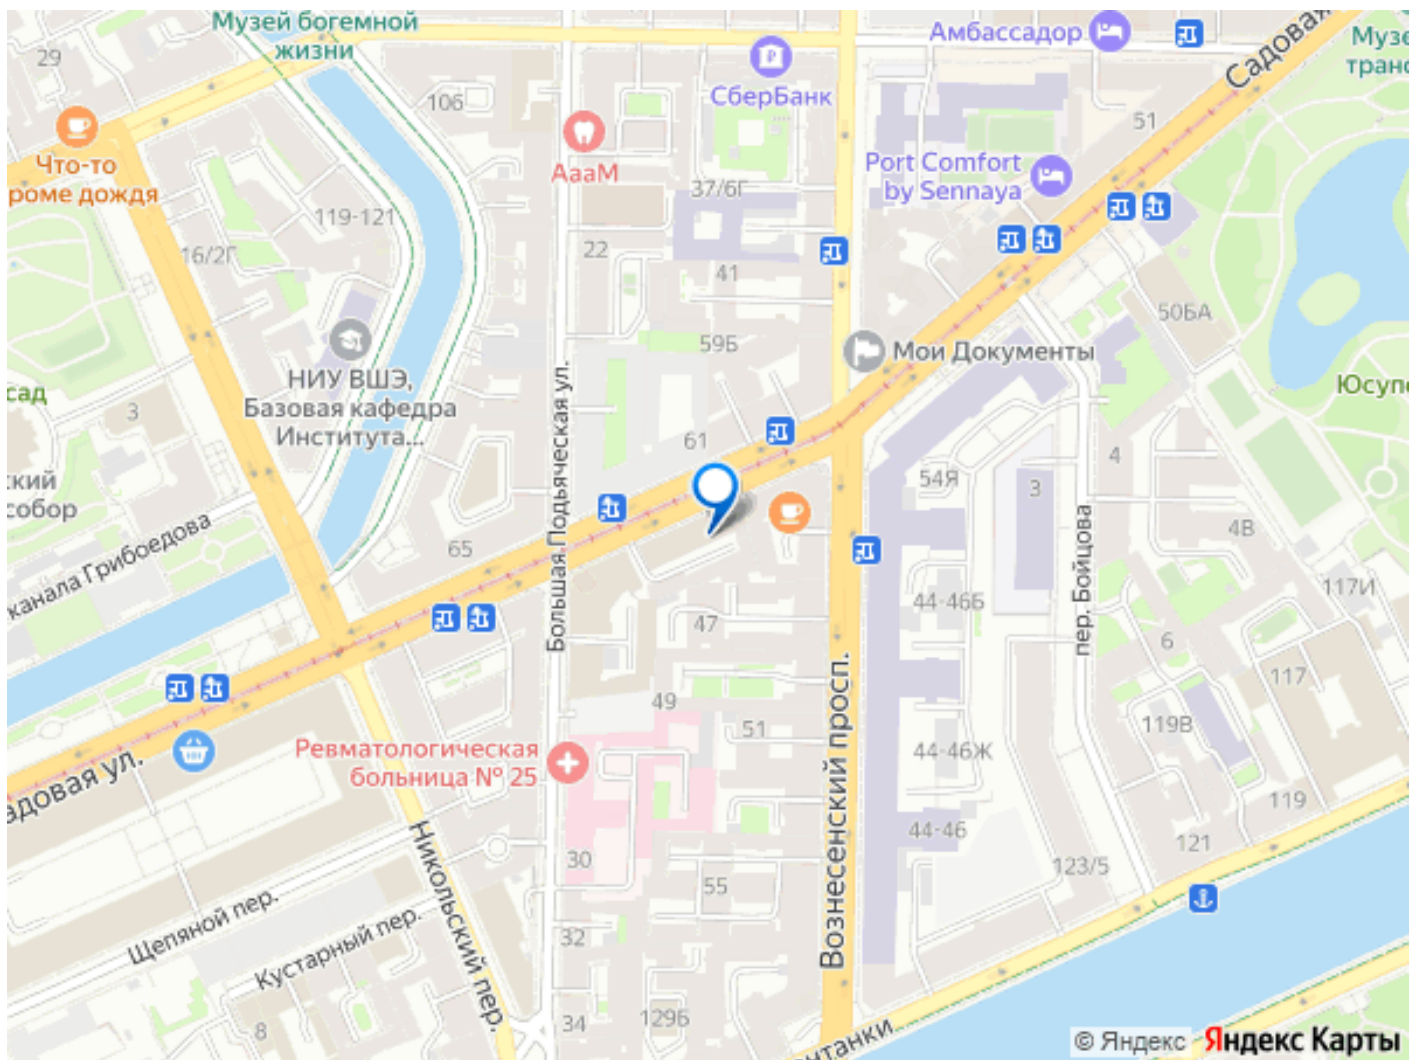 Музей богемной
жизни
Амбассадор
Садовая
Музе
транс
29
106
СберБанк
51
Что-то
роме дождя
АааМ
37/6Г
Port Comfort
by Sennaya
119-121
16/2Г
22
41
50БА
59Б
Мои Документы
НИУ ВШЭ,
Базовая кафедра
Института...
сад
3
Юсупо
61
Большая Подьяческая ул.
ский
собор
54Я
3
4
4В
канала Грибоедова
65
пер. Бойцова
117И
44-46Б
47
6
49
51
117
119В
Вознесенский просп.
Ревматологическая
больница № 25
44-46Ж
адовая ул.
119
44-46
121
30
123/5
55
Никольский пер.
Щепяной пер.
Кустарный пер.
32
8
34
129Б
онтанки
© Яндекс Яндекс Карты